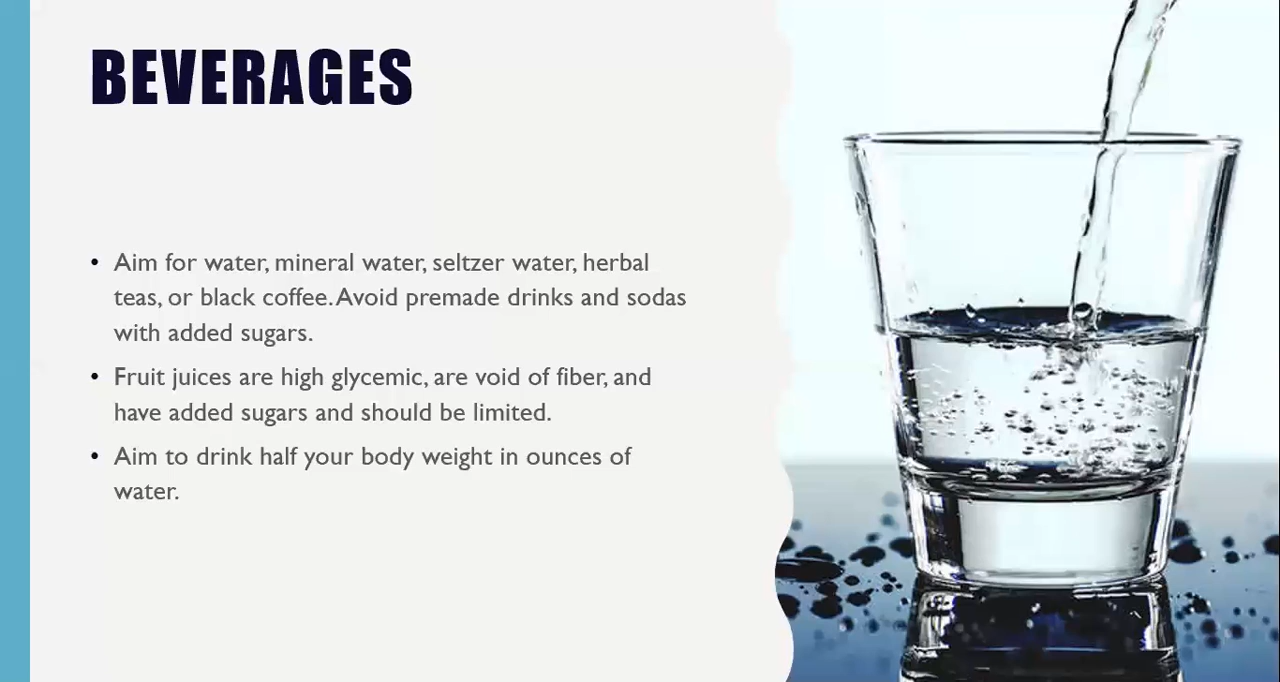 BEVERAGES
• Aim for water, mineral water, seltzer water, herbal
teas, or black coffee. Avoid premade drinks and sodas
with added sugars.
• Fruit juices are high glycemic, are void of fiber, and
have added sugars and should be limited.
• Aim to drink half your body weight in ounces of
water.